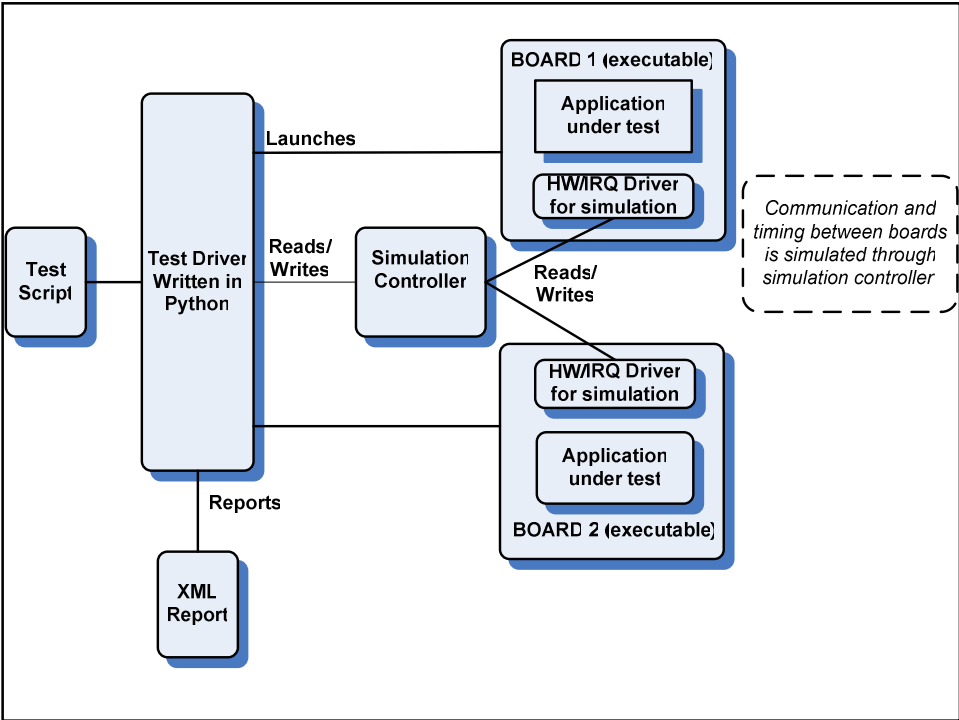 BOARD 1 (executable)
Application
under test
Launches
HW/IRQ Driver
for simulation
Communication and
timing between boards
is simulated through
simulation controller
Test
Script
Test Driver
Written in
Python
Reads/
Writes
Simulation
Controller
Reads/
Writes
HW/IRQ Driver
for simulation
Application
under test
BOARD 2 (executable)
Reports
XML
Report